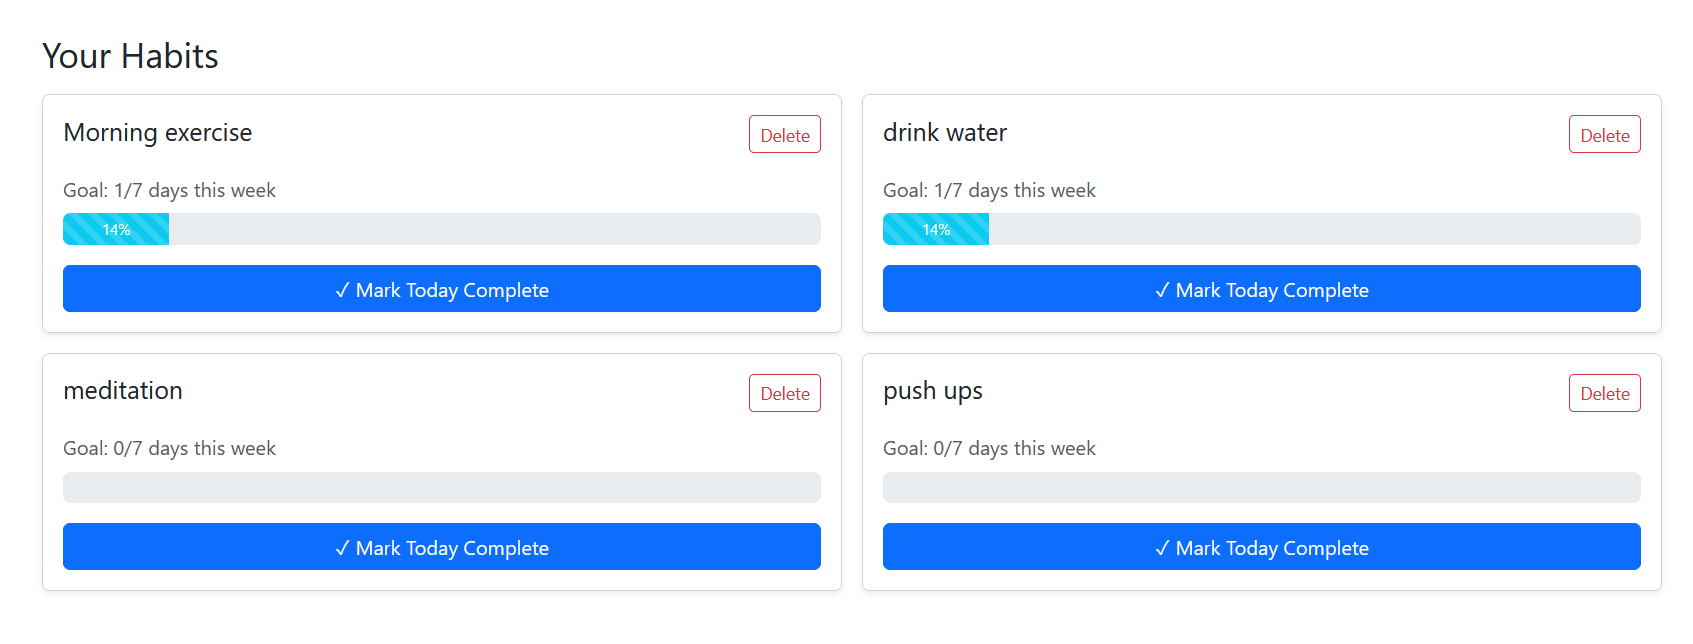 Your Habits
Morning exercise
Delete
Goal: 1/7 days this week
14%
✓ Mark Today Complete
drink water
Delete
Goal: 1/7 days this week
14%
✓ Mark Today Complete
meditation
Delete
Goal: 0/7 days this week
✓ Mark Today Complete
push ups
Delete
Goal: 0/7 days this week
✓ Mark Today Complete